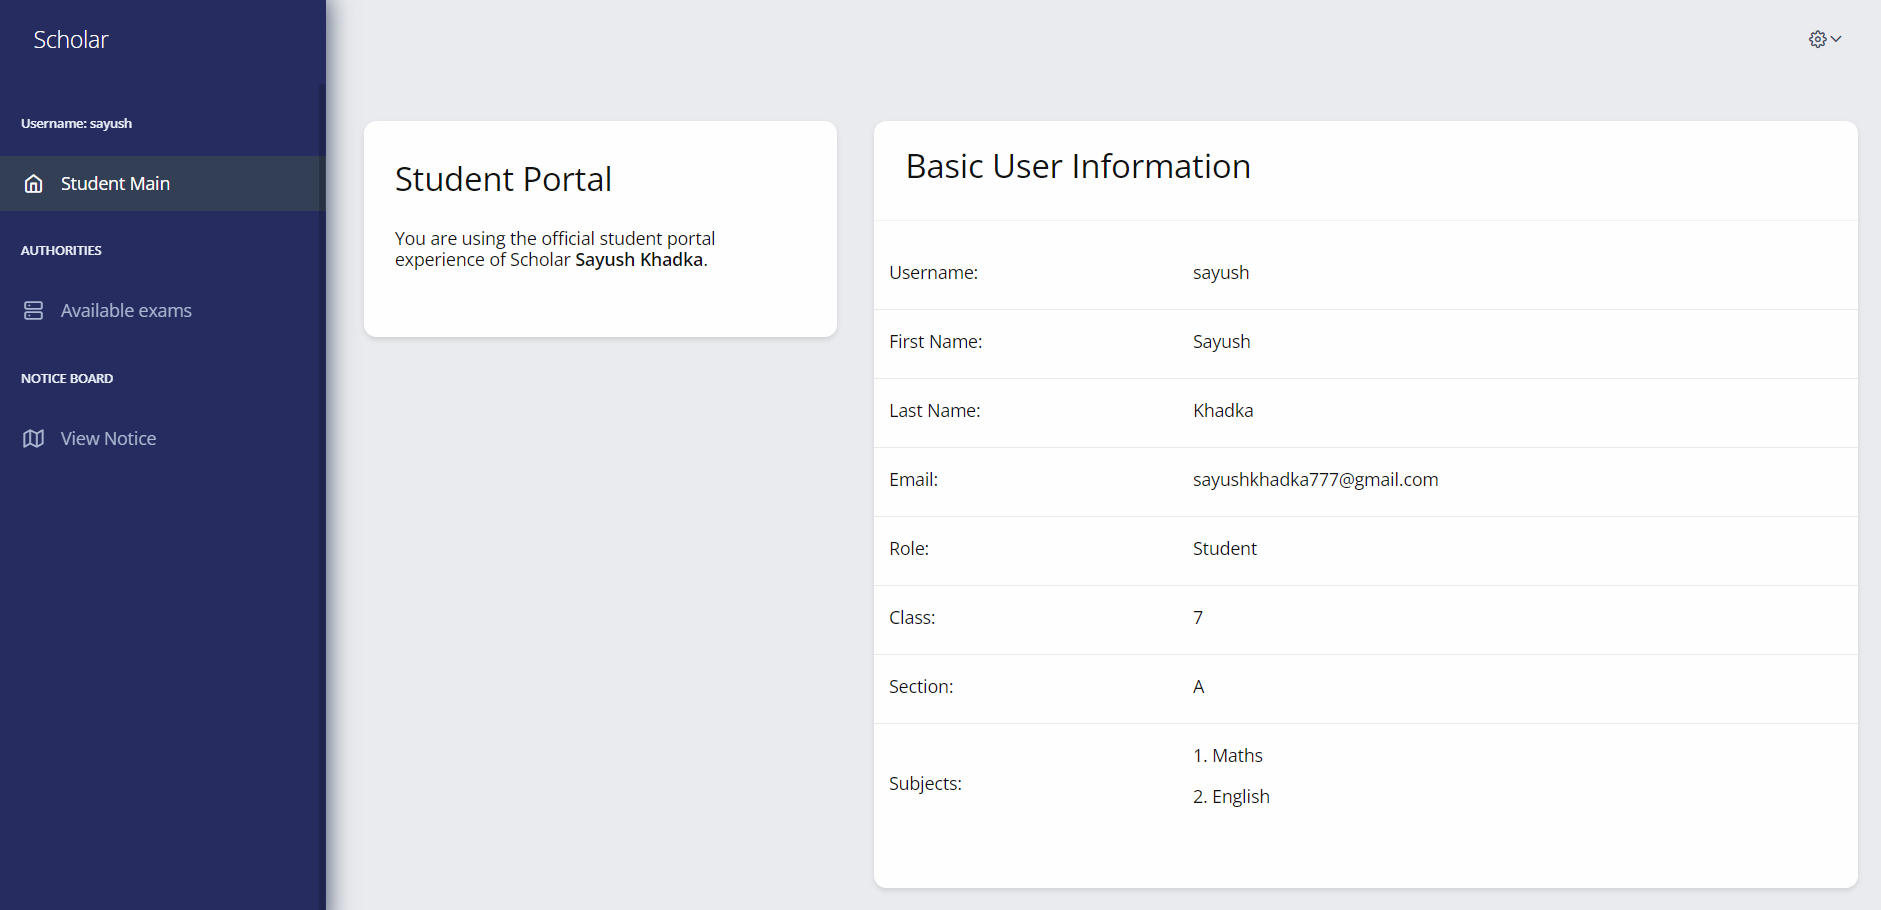 Scholar
Username: sayush
Student Main
AUTHORITIES
Available exams
NOTICE BOARD
View Notice
Student Portal
You are using the official student portal
experience of Scholar Sayush Khadka.
Basic User Information
Username: sayush
First Name: Sayush
Last Name: Khadka
Email: sayushkhadka777@gmail.com
Role: Student
Class: 7
Section: A
Subjects:
1. Maths
2. English